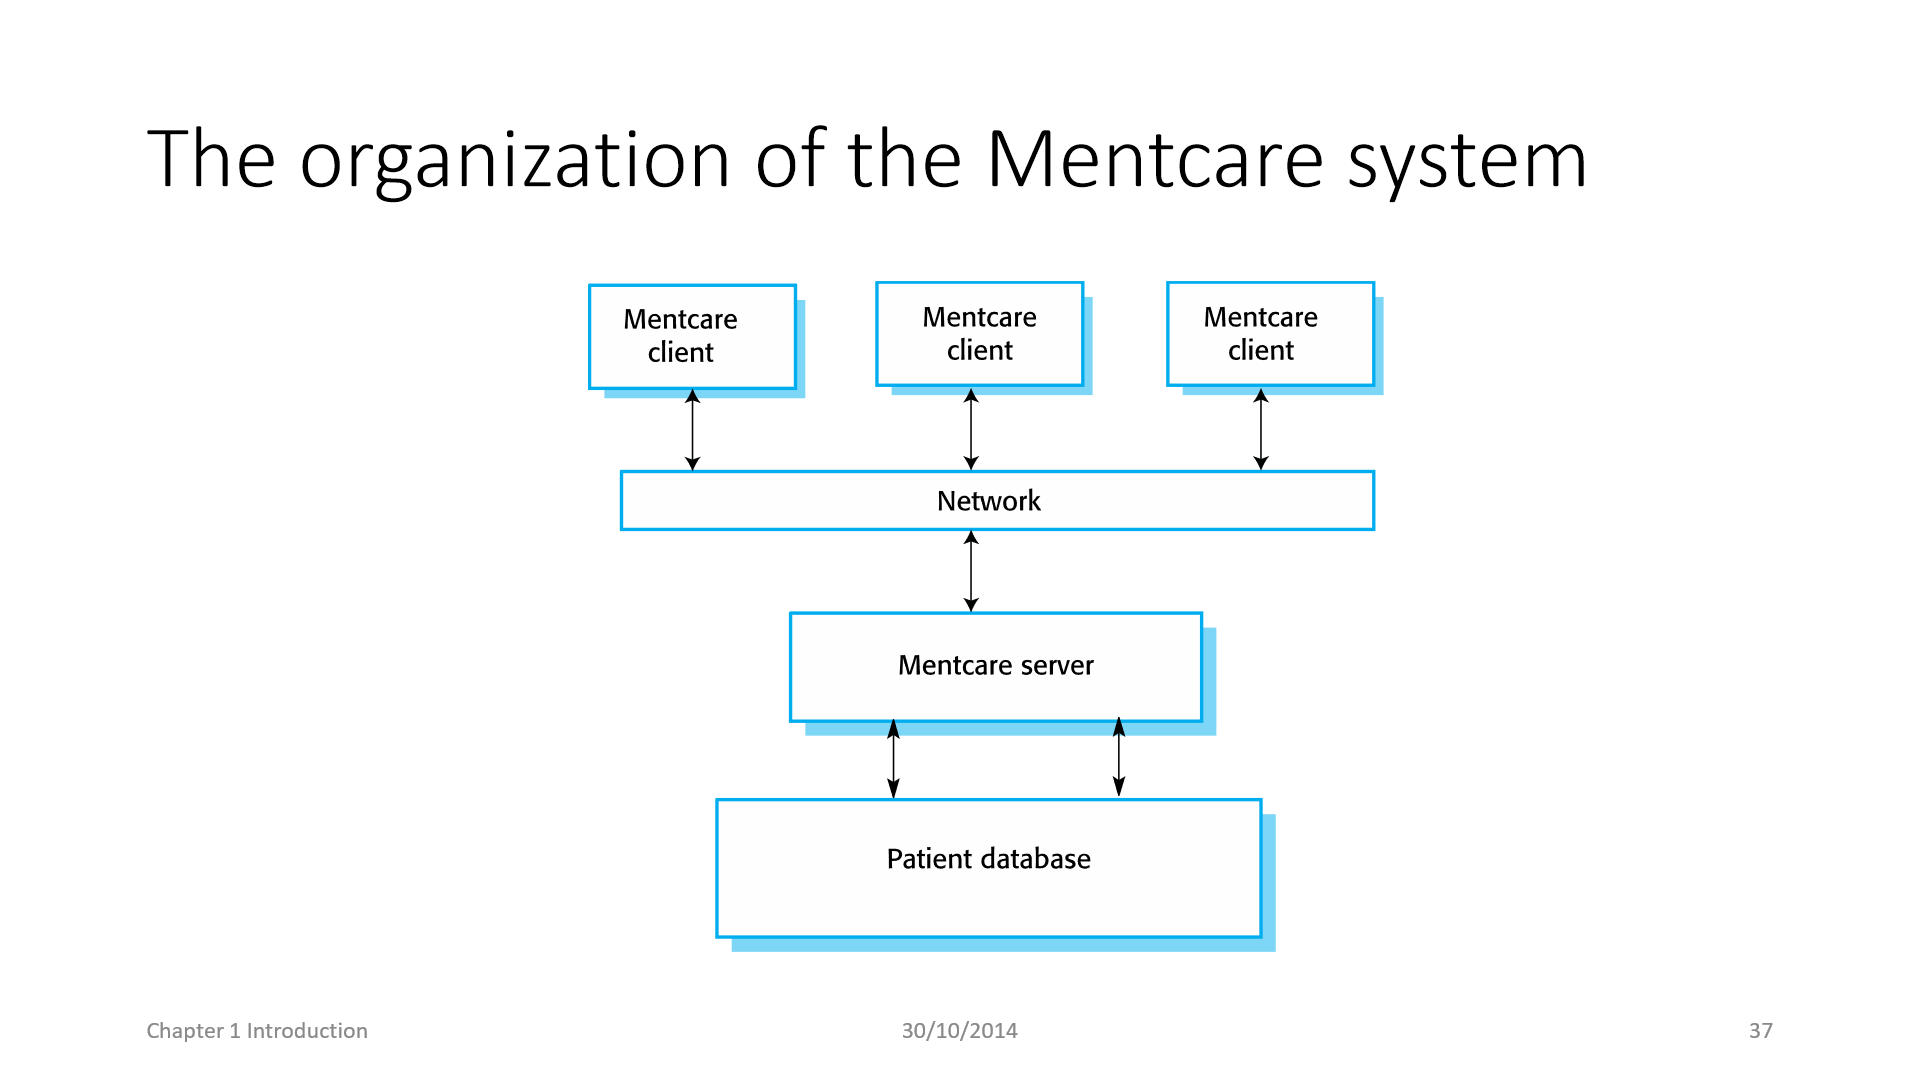 The organization of the Mentcare system
Mentcare
client
Mentcare
client
Mentcare
client
Network
Mentcare server
Patient database
Chapter 1 Introduction
30/10/2014
37